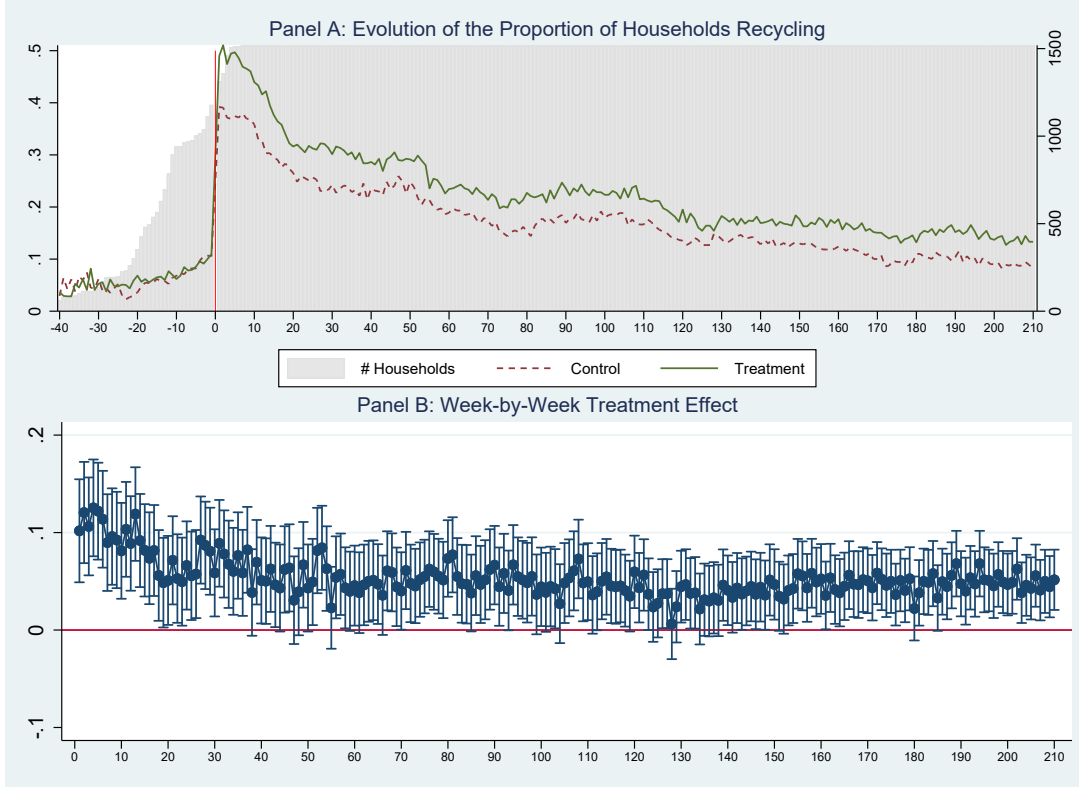 Panel A: Evolution of the Proportion of Households Recycling
.5
.4
.3
.2
.1
0
1500
1000
500
0
-40 -30 -20 -10 0 10 20 30 40 50 60 70 80 90 100 110 120 130 140 150 160 170 180 190 200 210
# Households Control Treatment
Panel B: Week-by-Week Treatment Effect
.2
.1
0
-.1
0 10 20 30 40 50 60 70 80 90 100 110 120 130 140 150 160 170 180 190 200 210